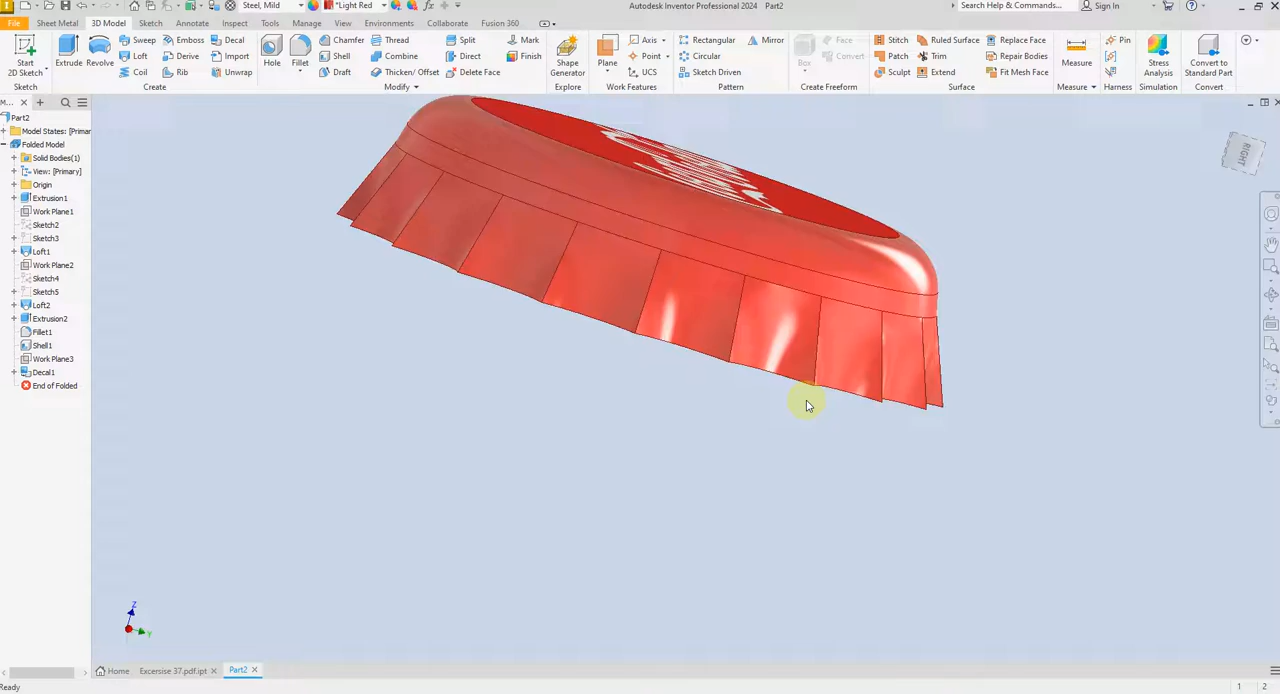 Steel, Mild
*Light Red
Autodesk Inventor Professional 2024 Part2
Search Help & Commands...
Sign In
File
Sheet Metal
3D Model
Sketch
Annotate
Inspect
Tools
Manage
View
Environments
Collaborate
Fusion 360
Start
2D Sketch
Extrude
Revolve
Sweep
Emboss
Decal
Loft
Derive
Import
Coil
Rib
Unwrap
Hole
Fillet
Chamfer
Thread
Split
Mark
Shell
Combine
Direct
Finish
Draft
Thicken/ Offset
Delete Face
Shape
Generator
Plane
Axis
Point
UCS
Rectangular
Mirror
Circular
Sketch Driven
Box
Face
Convert
Stitch
Ruled Surface
Replace Face
Patch
Trim
Repair Bodies
Sculpt
Extend
Fit Mesh Face
Measure
Pin
Stress
Analysis
Convert to
Standard Part
Sketch
Create
Modify
Explore
Work Features
Pattern
Create Freeform
Surface
Measure
Harness
Simulation
Convert
M...
Part2
Model States: [Primar
Folded Model
Solid Bodies(1)
View: [Primary]
Origin
Extrusion1
Work Plane1
Sketch2
Sketch3
Loft1
Work Plane2
Sketch4
Sketch5
Loft2
Extrusion2
Fillet1
Shell1
Work Plane3
Decal1
End of Folded
RIGHT
Z
Y
Home
Excersise 37.pdf.ipt
Part2
Ready
1
2